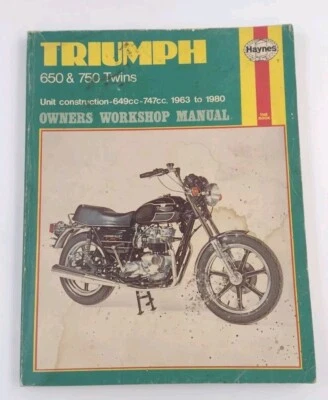 TRIUMPH
Haynes
650 & 750 Twins
Unit construction-649cc-747cc. 1963 to 1980
OWNERS WORKSHOP MANUAL